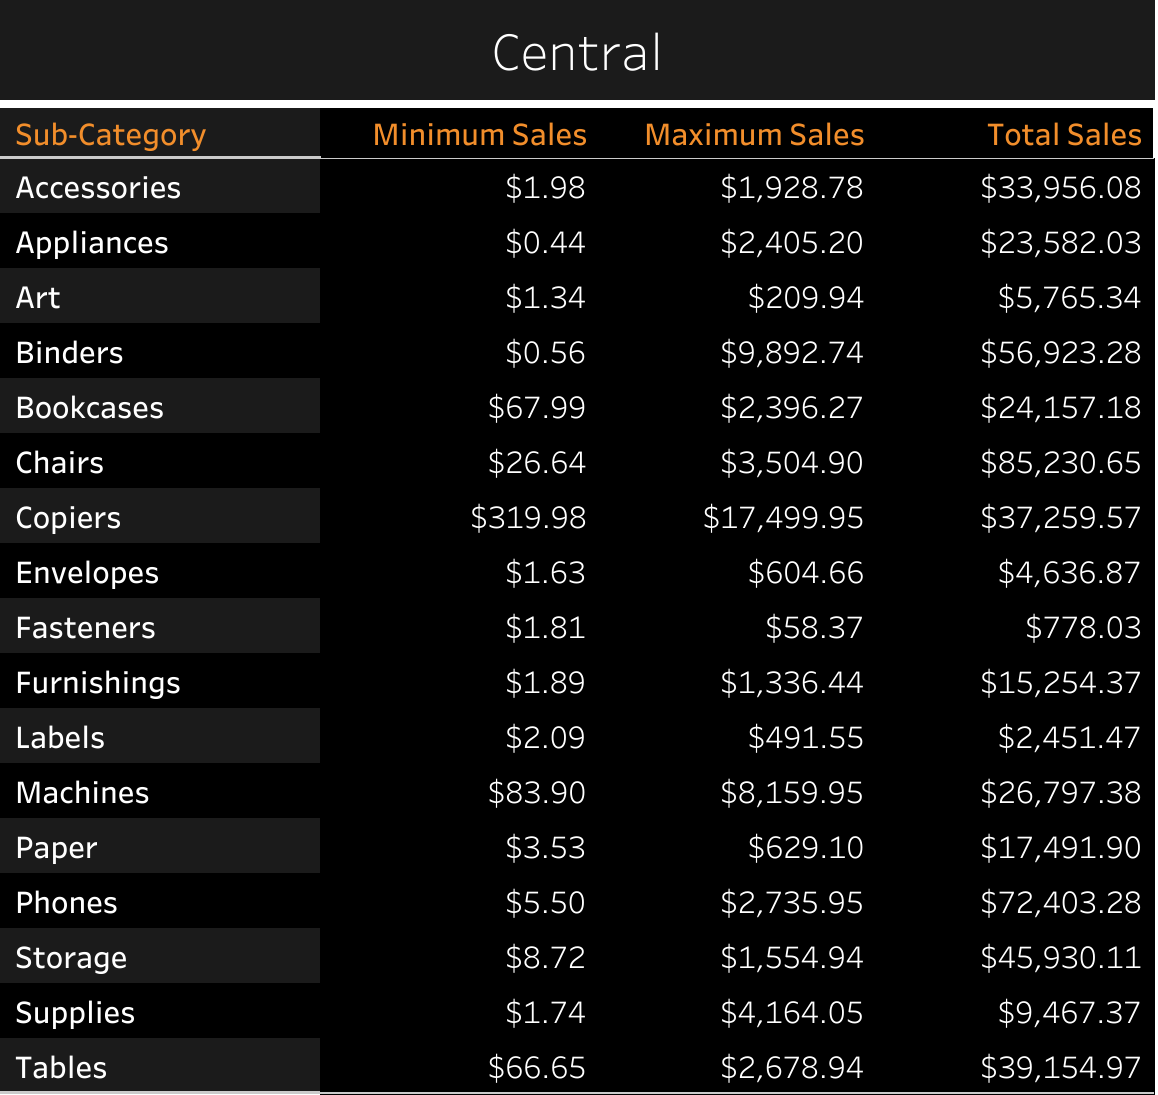 Central
Sub-Category Minimum Sales Maximum Sales Total Sales
Accessories $1.98 $1,928.78 $33,956.08
Appliances $0.44 $2,405.20 $23,582.03
Art $1.34 $209.94 $5,765.34
Binders $0.56 $9,892.74 $56,923.28
Bookcases $67.99 $2,396.27 $24,157.18
Chairs $26.64 $3,504.90 $85,230.65
Copiers $319.98 $17,499.95 $37,259.57
Envelopes $1.63 $604.66 $4,636.87
Fasteners $1.81 $58.37 $778.03
Furnishings $1.89 $1,336.44 $15,254.37
Labels $2.09 $491.55 $2,451.47
Machines $83.90 $8,159.95 $26,797.38
Paper $3.53 $629.10 $17,491.90
Phones $5.50 $2,735.95 $72,403.28
Storage $8.72 $1,554.94 $45,930.11
Supplies $1.74 $4,164.05 $9,467.37
Tables $66.65 $2,678.94 $39,154.97